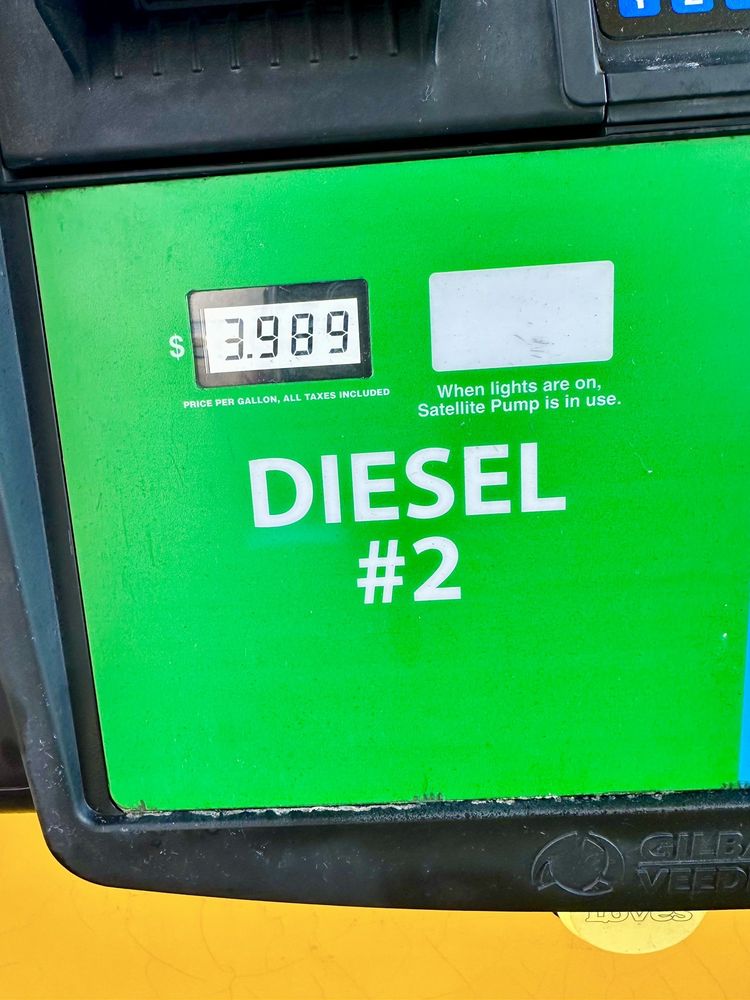 $ 3.989
PRICE PER GALLON, ALL TAXES INCLUDED
When lights are on,
Satellite Pump is in use.
DIESEL
#2
Loves